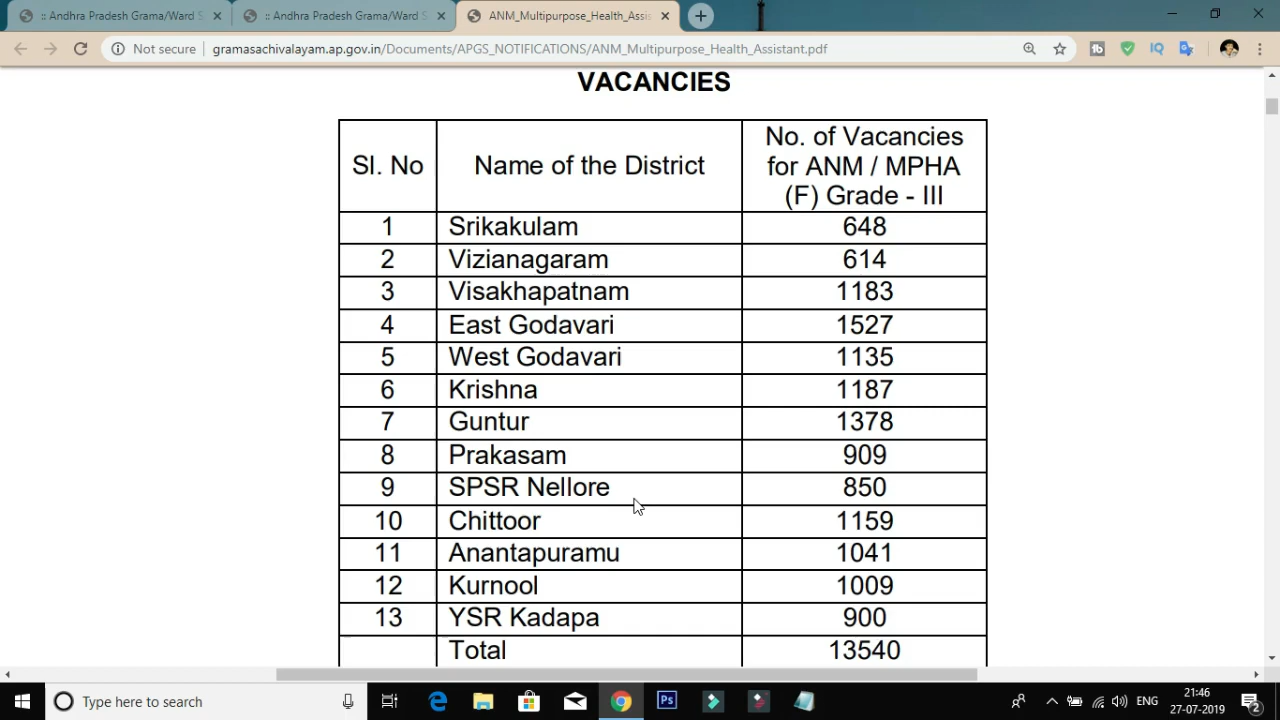 :: Andhra Pradesh Grama/Ward S
:: Andhra Pradesh Grama/Ward S
ANM_Multipurpose_Health_Assis
Not secure
gramasachivalayam.ap.gov.in/Documents/APGS_NOTIFICATIONS/ANM_Multipurpose_Health_Assistant.pdf
VACANCIES
Sl. No Name of the District No. of Vacancies
for ANM / MPHA
(F) Grade - III
1 Srikakulam 648
2 Vizianagaram 614
3 Visakhapatnam 1183
4 East Godavari 1527
5 West Godavari 1135
6 Krishna 1187
7 Guntur 1378
8 Prakasam 909
9 SPSR Nellore 850
10 Chittoor 1159
11 Anantapuramu 1041
12 Kurnool 1009
13 YSR Kadapa 900
Total 13540
Type here to search
Ps
ENG
21:46
27-07-2019
2